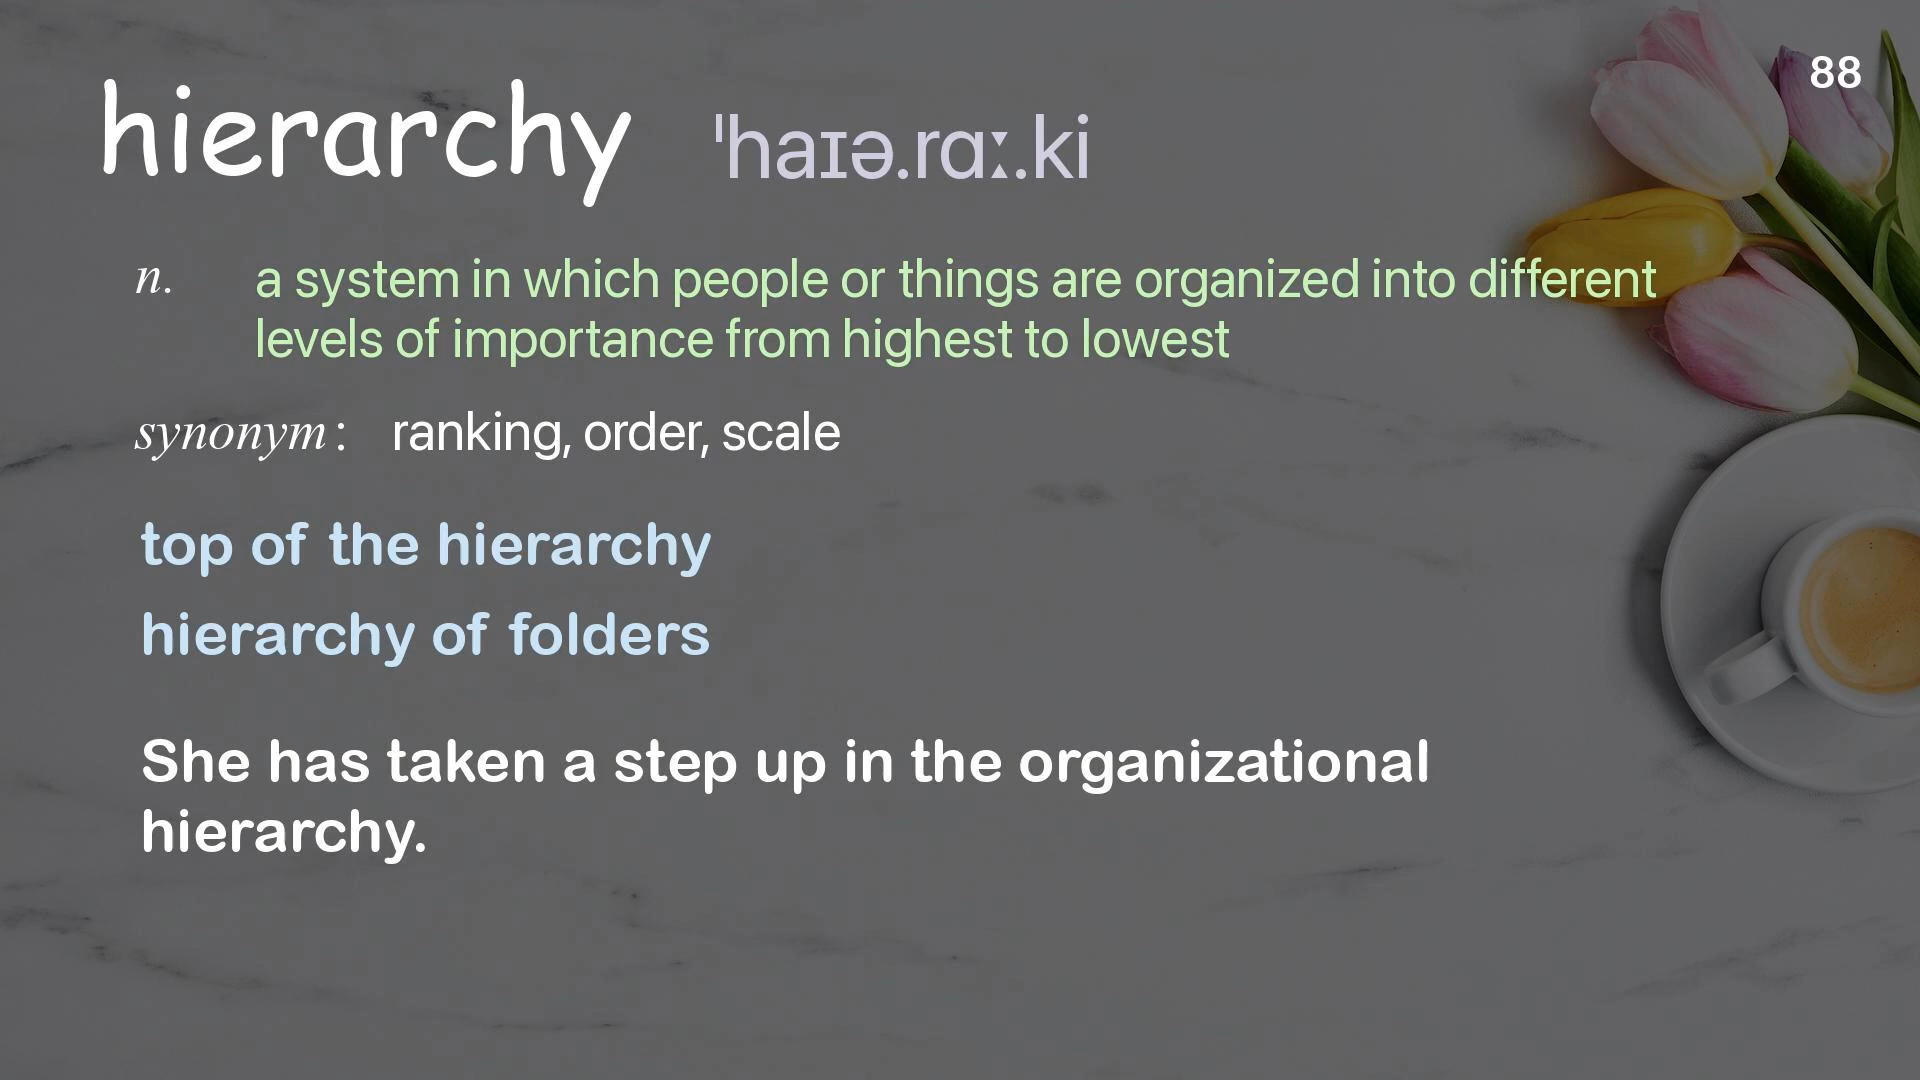 88
hierarchy ˈhaɪə.rɑː.ki
n. a system in which people or things are organized into different
levels of importance from highest to lowest
synonym: ranking, order, scale
top of the hierarchy
hierarchy of folders
She has taken a step up in the organizational
hierarchy.